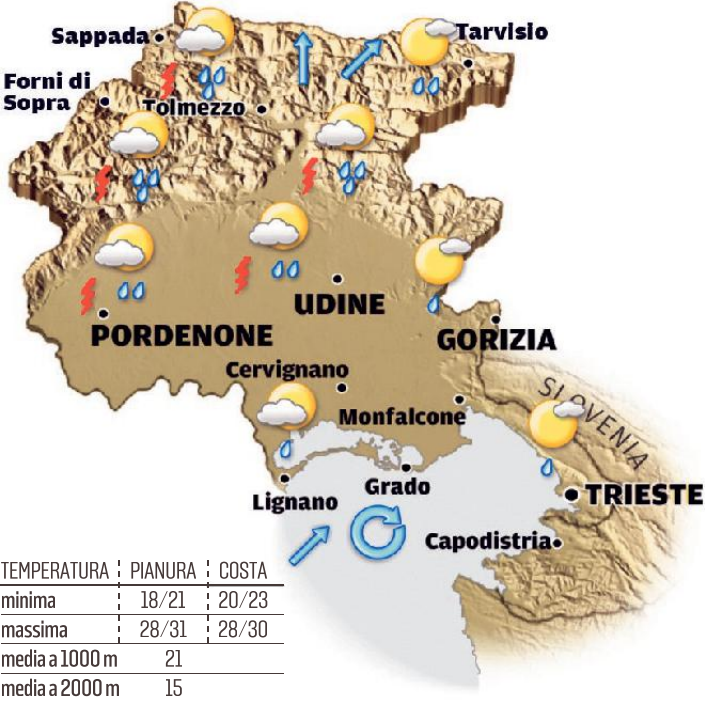 Sappada
Tarvisio
Forni di
Sopra
Tolmezzo
UDINE
PORDENONE
GORIZIA
Cervignano
SLOVENIA
Monfalcone
Grado
Lignano
TRIESTE
Capodistria
TEMPERATURA PIANURA COSTA
minima 18/21 20/23
massima 28/31 28/30
media a 1000 m 21
media a 2000 m 15